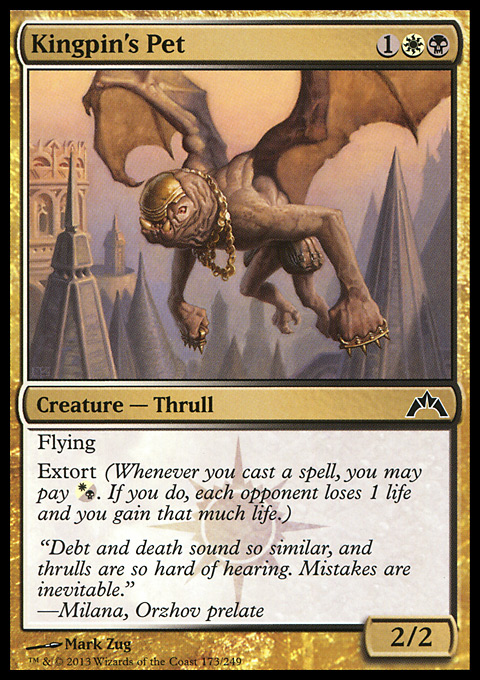 Kingpin's Pet 1
Creature — Thrull
Flying
Extort (Whenever you cast a spell, you may
pay . If you do, each opponent loses 1 life
and you gain that much life.)
"Debt and death sound so similar, and
thrulls are so hard of hearing. Mistakes are
inevitable."
—Milana, Orzhov prelate
2/2
Mark Zug
™ & © 2013 Wizards of the Coast 173/249